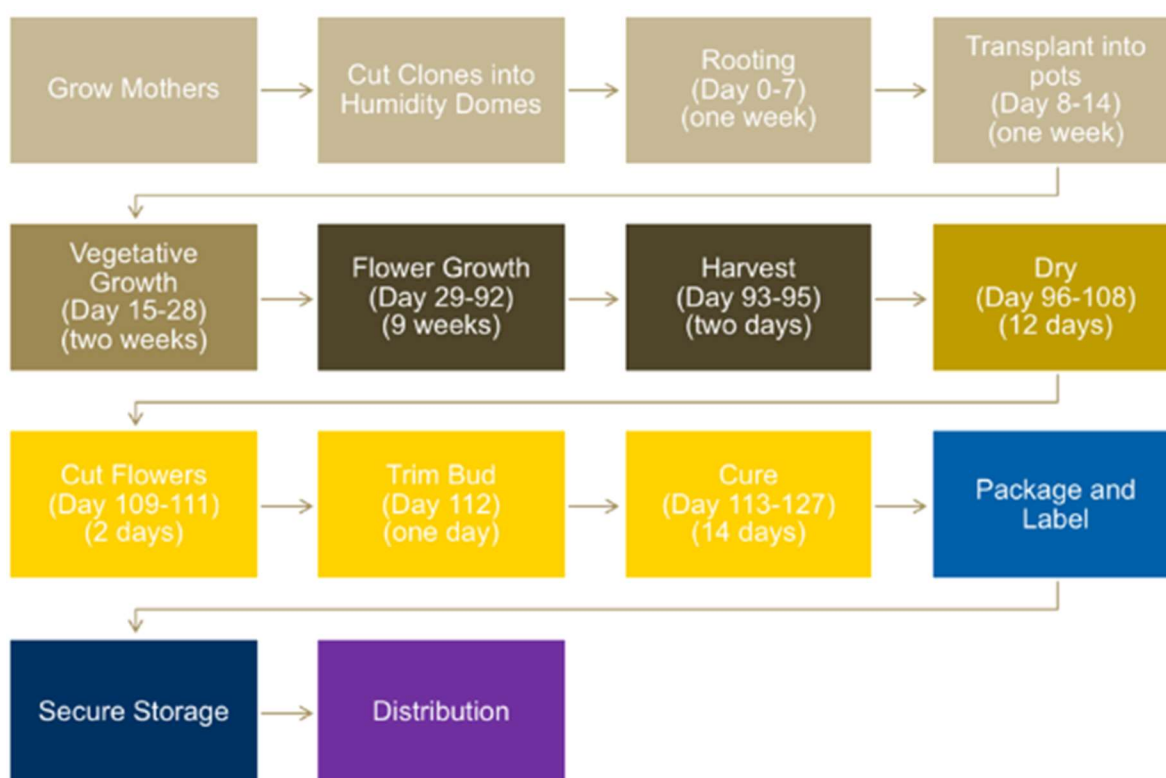 Grow Mothers
Cut Clones into
Humidity Domes
Rooting
(Day 0-7)
(one week)
Transplant into
pots
(Day 8-14)
(one week)
Vegetative
Growth
(Day 15-28)
(two weeks)
Flower Growth
(Day 29-92)
(9 weeks)
Harvest
(Day 93-95)
(two days)
Dry
(Day 96-108)
(12 days)
Cut Flowers
(Day 109-111)
(2 days)
Trim Bud
(Day 112)
(one day)
Cure
(Day 113-127)
(14 days)
Package and
Label
Secure Storage
Distribution